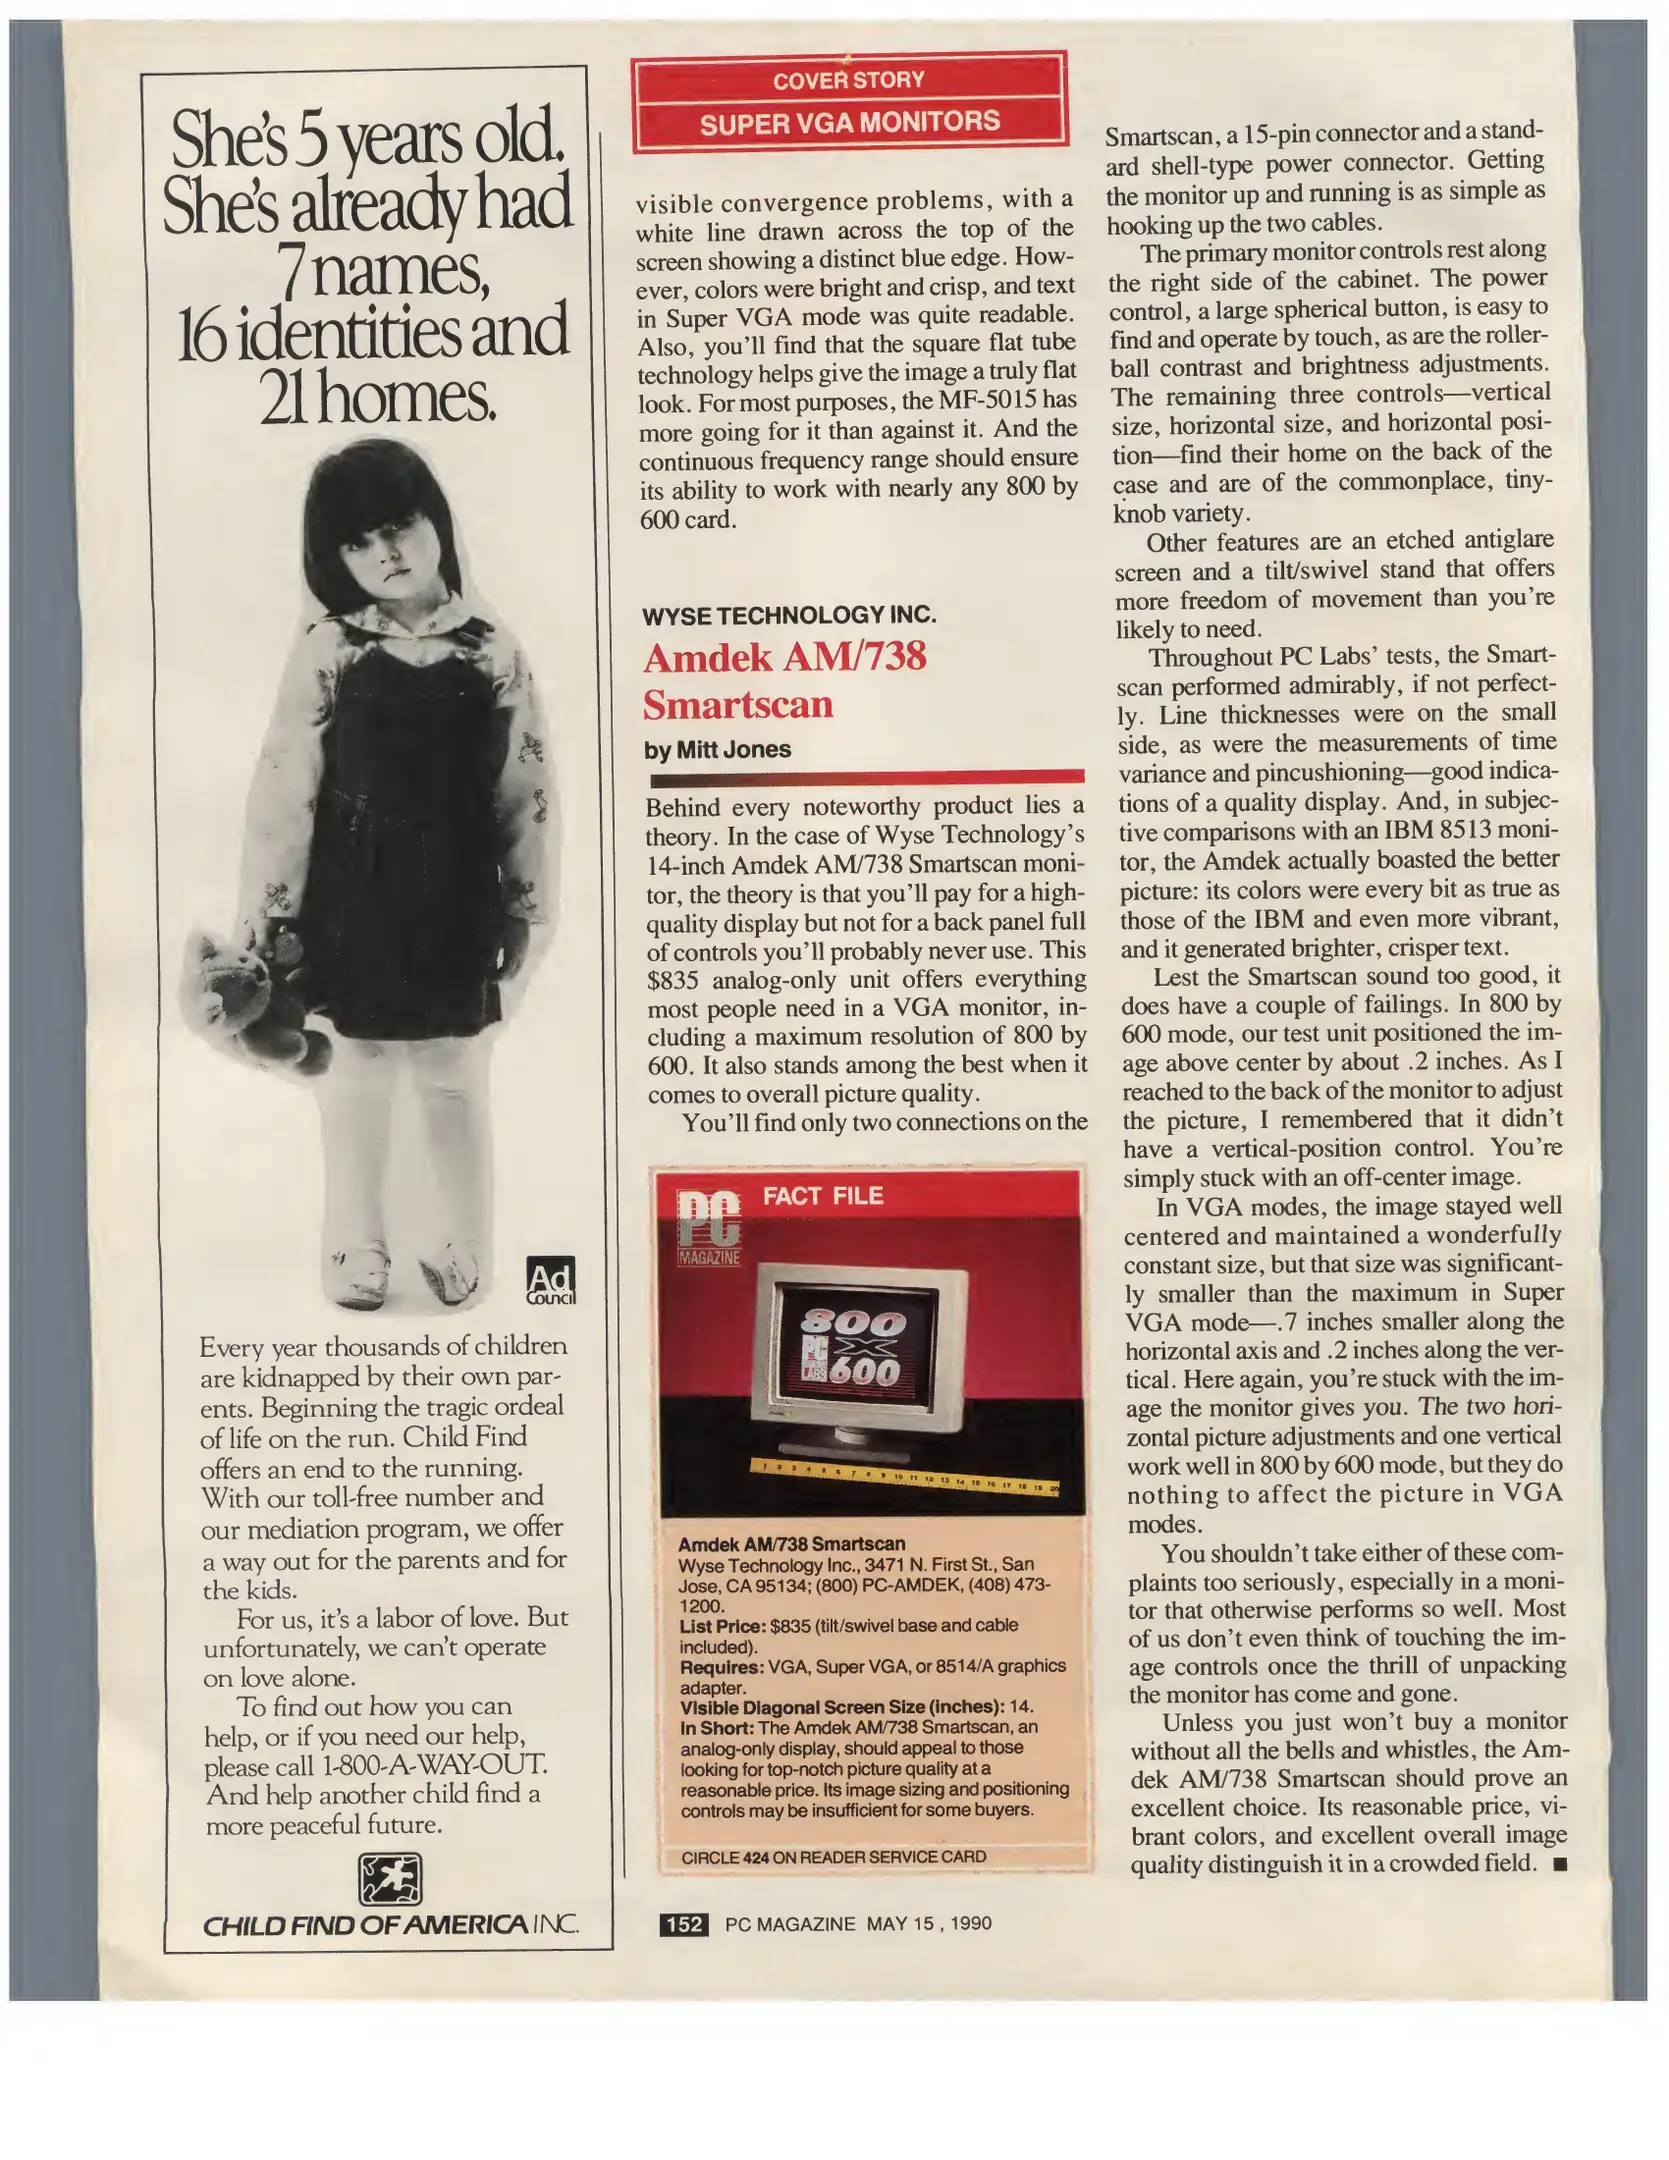 She's 5 years old.
She's already had
7 names,
16 identities and
21 homes.
Ad
Council
Every year thousands of children
are kidnapped by their own par-
ents. Beginning the tragic ordeal
of life on the run. Child Find
offers an end to the running.
With our toll-free number and
our mediation program, we offer
a way out for the parents and for
the kids.
For us, it's a labor of love. But
unfortunately, we can't operate
on love alone.
To find out how you can
help, or if you need our help,
please call 1-800-A-WAY-OUT.
And help another child find a
more peaceful future.
CHILD FIND OF AMERICA INC.
COVER STORY
SUPER VGA MONITORS
visible convergence problems, with a
white line drawn across the top of the
screen showing a distinct blue edge. How-
ever, colors were bright and crisp, and text
in Super VGA mode was quite readable.
Also, you'll find that the square flat tube
technology helps give the image a truly flat
look. For most purposes, the MF-5015 has
more going for it than against it. And the
continuous frequency range should ensure
its ability to work with nearly any 800 by
600 card.
WYSE TECHNOLOGY INC.
Amdek AM/738
Smartscan
by Mitt Jones
Behind every noteworthy product lies a
theory. In the case of Wyse Technology's
14-inch Amdek AM/738 Smartscan moni-
tor, the theory is that you'll pay for a high-
quality display but not for a back panel full
of controls you'll probably never use. This
$835 analog-only unit offers everything
most people need in a VGA monitor, in-
cluding a maximum resolution of 800 by
600. It also stands among the best when it
comes to overall picture quality.
You'll find only two connections on the
PC
MAGAZINE
FACT FILE
800
X
PC
LABS
600
1 2 3 4 5 6 7 8 9 10 11 12 13 14 15 16 17 18 19 20
Amdek AM/738 Smartscan
Wyse Technology Inc., 3471 N. First St., San
Jose, CA 95134; (800) PC-AMDEK, (408) 473-
1200.
List Price: $835 (tilt/swivel base and cable
included).
Requires: VGA, Super VGA, or 8514/A graphics
adapter.
Visible Diagonal Screen Size (inches): 14.
In Short: The Amdek AM/738 Smartscan, an
analog-only display, should appeal to those
looking for top-notch picture quality at a
reasonable price. Its image sizing and positioning
controls may be insufficient for some buyers.
CIRCLE 424 ON READER SERVICE CARD
Smartscan, a 15-pin connector and a stand-
ard shell-type power connector. Getting
the monitor up and running is as simple as
hooking up the two cables.
The primary monitor controls rest along
the right side of the cabinet. The power
control, a large spherical button, is easy to
find and operate by touch, as are the roller-
ball contrast and brightness adjustments.
The remaining three controls—vertical
size, horizontal size, and horizontal posi-
tion—find their home on the back of the
case and are of the commonplace, tiny-
knob variety.
Other features are an etched antiglare
screen and a tilt/swivel stand that offers
more freedom of movement than you're
likely to need.
Throughout PC Labs' tests, the Smart-
scan performed admirably, if not perfect-
ly. Line thicknesses were on the small
side, as were the measurements of time
variance and pincushioning—good indica-
tions of a quality display. And, in subjec-
tive comparisons with an IBM 8513 moni-
tor, the Amdek actually boasted the better
picture: its colors were every bit as true as
those of the IBM and even more vibrant,
and it generated brighter, crisper text.
Lest the Smartscan sound too good, it
does have a couple of failings. In 800 by
600 mode, our test unit positioned the im-
age above center by about .2 inches. As I
reached to the back of the monitor to adjust
the picture, I remembered that it didn't
have a vertical-position control. You're
simply stuck with an off-center image.
In VGA modes, the image stayed well
centered and maintained a wonderfully
constant size, but that size was significant-
ly smaller than the maximum in Super
VGA mode—.7 inches smaller along the
horizontal axis and .2 inches along the ver-
tical. Here again, you're stuck with the im-
age the monitor gives you. The two hori-
zontal picture adjustments and one vertical
work well in 800 by 600 mode, but they do
nothing to affect the picture in VGA
modes.
You shouldn't take either of these com-
plaints too seriously, especially in a moni-
tor that otherwise performs so well. Most
of us don't even think of touching the im-
age controls once the thrill of unpacking
the monitor has come and gone.
Unless you just won't buy a monitor
without all the bells and whistles, the Am-
dek AM/738 Smartscan should prove an
excellent choice. Its reasonable price, vi-
brant colors, and excellent overall image
quality distinguish it in a crowded field. ■
152 PC MAGAZINE MAY 15, 1990